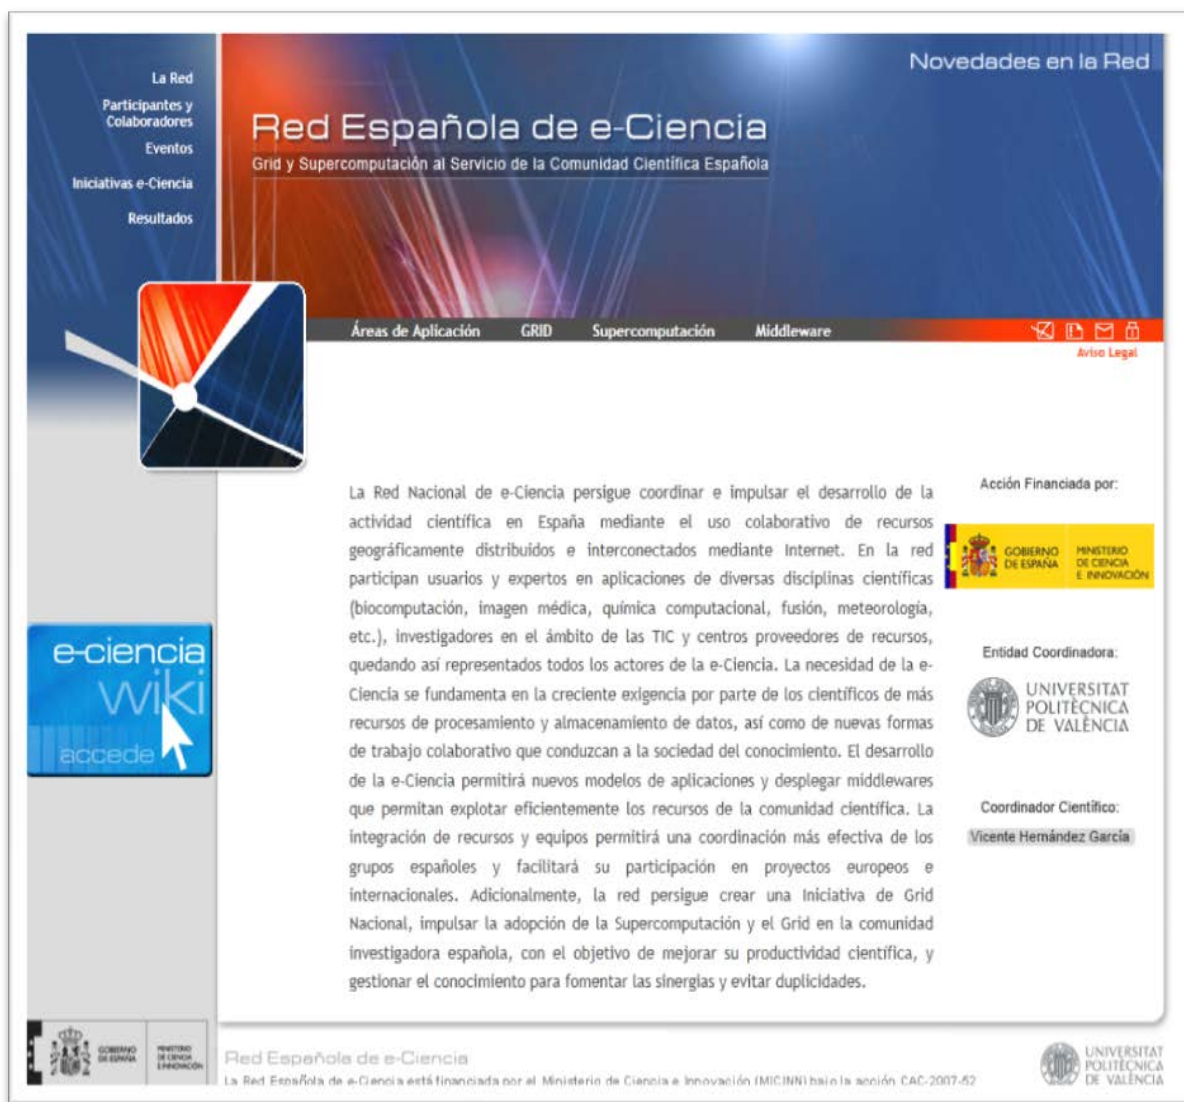 La Red
Participantes y
Colaboradores
Eventos
Iniciativas e-Ciencia
Resultados
Novedades en la Red
Red Española de e-Ciencia
Grid y Supercomputación al Servicio de la Comunidad Científica Española
Áreas de Aplicación GRID Supercomputación Middleware
Aviso Legal
La Red Nacional de e-Ciencia persigue coordinar e impulsar el desarrollo de la
actividad científica en España mediante el uso colaborativo de recursos
geográficamente distribuidos e interconectados mediante Internet. En la red
participan usuarios y expertos en aplicaciones de diversas disciplinas científicas
(biocomputación, imagen médica, química computacional, fusión, meteorología,
etc.), investigadores en el ámbito de las TIC y centros proveedores de recursos,
quedando así representados todos los actores de la e-Ciencia. La necesidad de la e-
Ciencia se fundamenta en la creciente exigencia por parte de los científicos de más
recursos de procesamiento y almacenamiento de datos, así como de nuevas formas
de trabajo colaborativo que conduzcan a la sociedad del conocimiento. El desarrollo
de la e-Ciencia permitirá nuevos modelos de aplicaciones y desplegar middlewares
que permitan explotar eficientemente los recursos de la comunidad científica. La
integración de recursos y equipos permitirá una coordinación más efectiva de los
grupos españoles y facilitará su participación en proyectos europeos e
internacionales. Adicionalmente, la red persigue crear una Iniciativa de Grid
Nacional, impulsar la adopción de la Supercomputación y el Grid en la comunidad
investigadora española, con el objetivo de mejorar su productividad científica, y
gestionar el conocimiento para fomentar las sinergias y evitar duplicidades.
Acción Financiada por:
GOBIERNO
DE ESPAÑA
MINISTERIO
DE CIENCIA
E INNOVACIÓN
Entidad Coordinadora:
UNIVERSITAT
POLITÈCNICA
DE VALÈNCIA
Coordinador Científico:
Vicente Hernández García
e-ciencia
wiki
accede
GOBIERNO
DE ESPAÑA
MINISTERIO
DE CIENCIA
E INNOVACIÓN
Red Española de e-Ciencia
La Red Española de e-Ciencia está financiada por el Ministerio de Ciencia e Innovación (MICINN) bajo la acción CAC-2007-52
UNIVERSITAT
POLITÈCNICA
DE VALÈNCIA